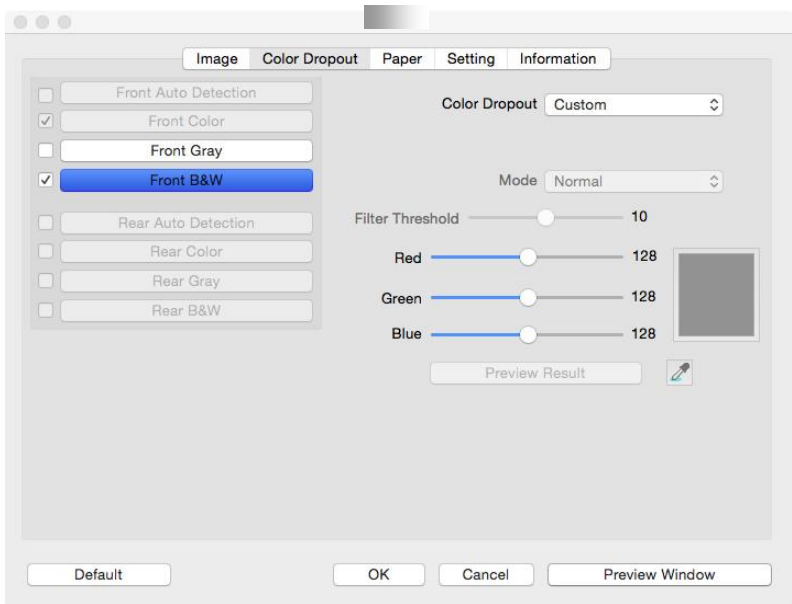 Image Color Dropout Paper Setting Information
Front Auto Detection
Front Color
Front Gray
Front B&W
Rear Auto Detection
Rear Color
Rear Gray
Rear B&W
Color Dropout Custom
Mode Normal
Filter Threshold 10
Red 128
Green 128
Blue 128
Preview Result
Default OK Cancel Preview Window